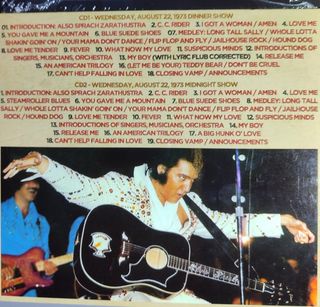 CD1 - WEDNESDAY, AUGUST 22, 1973 DINNER SHOW
01. INTRODUCTION: ALSO SPRACH ZARATHUSTRA 2. C.C. RIDER 3. I GOT A WOMAN / AMEN 4. LOVE ME
5. YOU GAVE ME A MOUNTAIN 6. BLUE SUEDE SHOES 07. MEDLEY: LONG TALL SALLY / WHOLE LOTTA
SHAKIN' GOIN' ON / YOUR MAMA DON'T DANCE / FLIP FLOP AND FLY / JAILHOUSE ROCK / HOUND DOG
8. LOVE ME TENDER 9. FEVER 10. WHAT NOW MY LOVE 11. SUSPICIOUS MINDS 12. INTRODUCTIONS OF
SINGERS, MUSICIANS, ORCHESTRA 13. MY BOY (WITH LYRIC FLUB CORRECTED) 14. RELEASE ME
15. AN AMERICAN TRILOGY 16. (LET ME BE YOUR) TEDDY BEAR / DON'T BE CRUEL
17. CAN'T HELP FALLING IN LOVE 18. CLOSING VAMP / ANNOUNCEMENTS
CD2 - WEDNESDAY, AUGUST 22, 1973 MIDNIGHT SHOW
1. INTRODUCTION: ALSO SPRACH ZARATHUSTRA 2. C.C. RIDER 3. I GOT A WOMAN / AMEN 4. LOVE ME
5. STEAMROLLER BLUES 6. YOU GAVE ME A MOUNTAIN 7. BLUE SUEDE SHOES 8. MEDLEY: LONG TALL
SALLY / WHOLE LOTTA SHAKIN' GOIN' ON / YOUR MAMA DON'T DANCE / FLIP FLOP AND FLY / JAILHOUSE
ROCK / HOUND DOG 9. LOVE ME TENDER 10. FEVER 11. WHAT NOW MY LOVE 12. SUSPICIOUS MINDS
13. INTRODUCTIONS OF SINGERS, MUSICIANS, ORCHESTRA 14. MY BOY
15. RELEASE ME 16. AN AMERICAN TRILOGY 17. A BIG HUNK O' LOVE
18. CAN'T HELP FALLING IN LOVE 19. CLOSING VAMP / ANNOUNCEMENTS